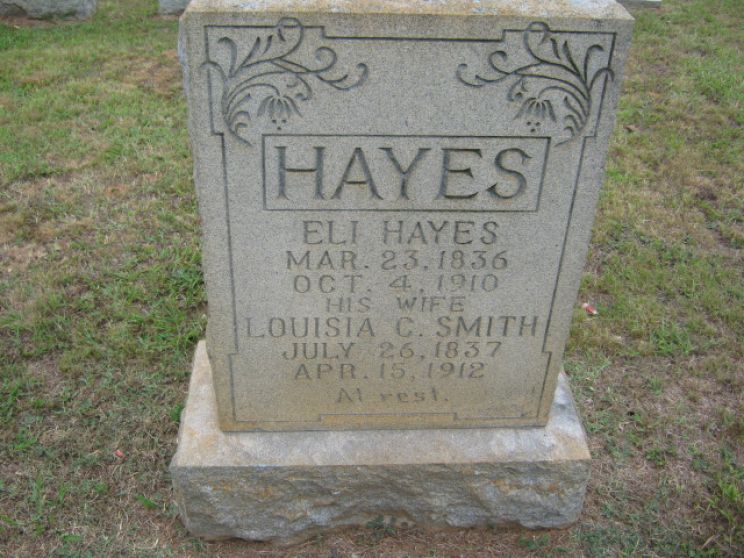 HAYES
ELI HAYES
MAR. 23, 1836
OCT. 4, 1910
HIS WIFE
LOUISIA C. SMITH
JULY 26, 1837
APR. 15, 1912
At rest.